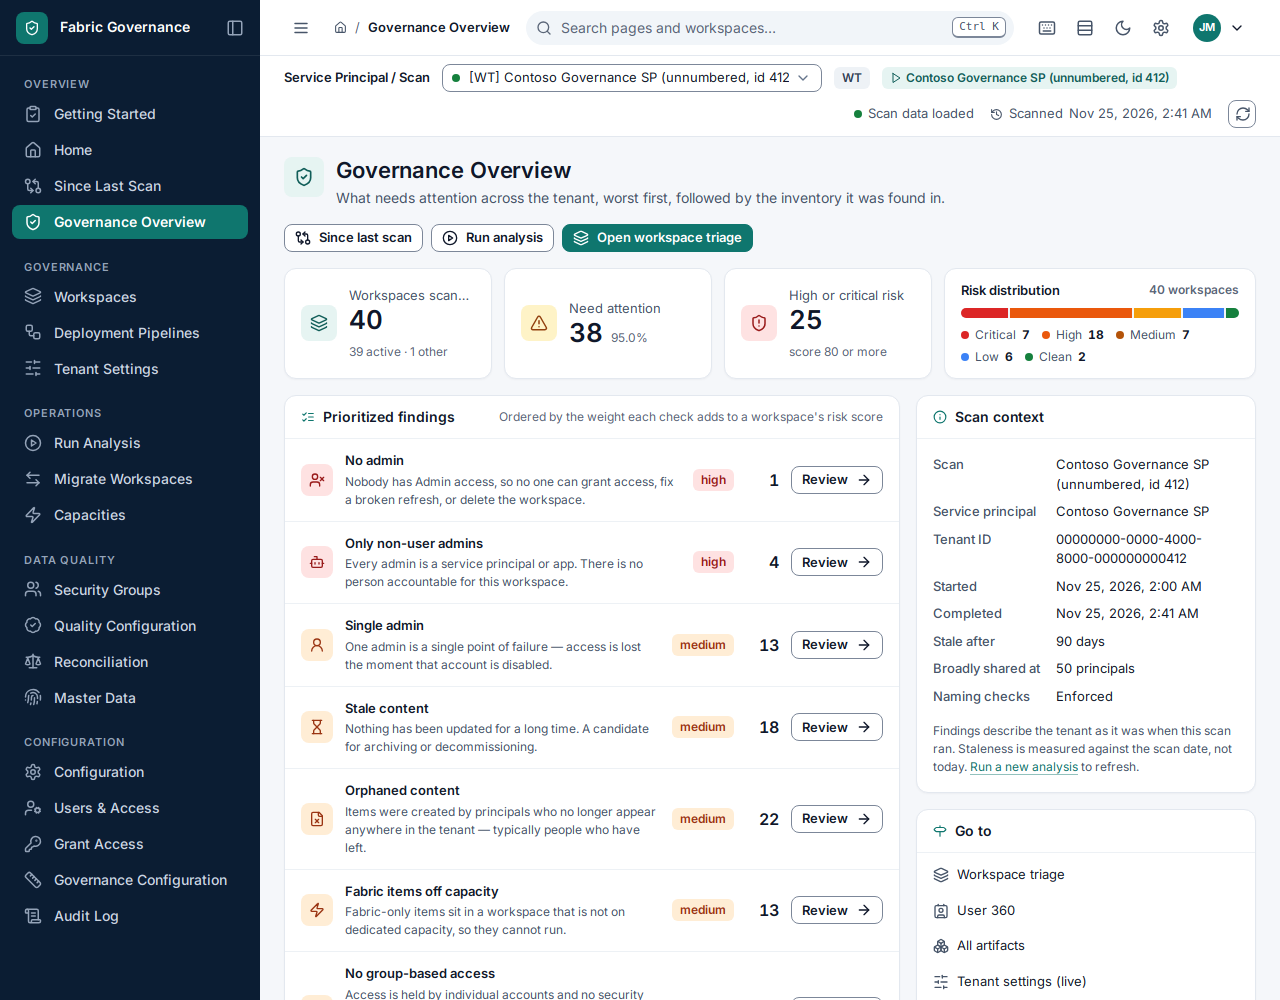 Fabric Governance
OVERVIEW
Getting Started
Home
Since Last Scan
Governance Overview
GOVERNANCE
Workspaces
Deployment Pipelines
Tenant Settings
OPERATIONS
Run Analysis
Migrate Workspaces
Capacities
DATA QUALITY
Security Groups
Quality Configuration
Reconciliation
Master Data
CONFIGURATION
Configuration
Users & Access
Grant Access
Governance Configuration
Audit Log
/ Governance Overview
Search pages and workspaces...
Ctrl K
JM
Service Principal / Scan
[WT] Contoso Governance SP (unnumbered, id 412
WT
Contoso Governance SP (unnumbered, id 412)
Scan data loaded
Scanned Nov 25, 2026, 2:41 AM
Governance Overview
What needs attention across the tenant, worst first, followed by the inventory it was found in.
Since last scan
Run analysis
Open workspace triage
Workspaces scan...
40
39 active · 1 other
Need attention
38 95.0%
High or critical risk
25
score 80 or more
Risk distribution
40 workspaces
Critical 7
High 18
Medium 7
Low 6
Clean 2
Prioritized findings
Ordered by the weight each check adds to a workspace's risk score
No admin
Nobody has Admin access, so no one can grant access, fix
a broken refresh, or delete the workspace.
high
1
Review
Only non-user admins
Every admin is a service principal or app. There is no
person accountable for this workspace.
high
4
Review
Single admin
One admin is a single point of failure — access is lost
the moment that account is disabled.
medium
13
Review
Stale content
Nothing has been updated for a long time. A candidate
for archiving or decommissioning.
medium
18
Review
Orphaned content
Items were created by principals who no longer appear
anywhere in the tenant — typically people who have
left.
medium
22
Review
Fabric items off capacity
Fabric-only items sit in a workspace that is not on
dedicated capacity, so they cannot run.
medium
13
Review
No group-based access
Access is held by individual accounts and no security
Scan context
Scan
Contoso Governance SP
(unnumbered, id 412)
Service principal
Contoso Governance SP
Tenant ID
00000000-0000-4000-
8000-000000000412
Started
Nov 25, 2026, 2:00 AM
Completed
Nov 25, 2026, 2:41 AM
Stale after
90 days
Broadly shared at
50 principals
Naming checks
Enforced
Findings describe the tenant as it was when this scan
ran. Staleness is measured against the scan date, not
today. Run a new analysis to refresh.
Go to
Workspace triage
User 360
All artifacts
Tenant settings (live)